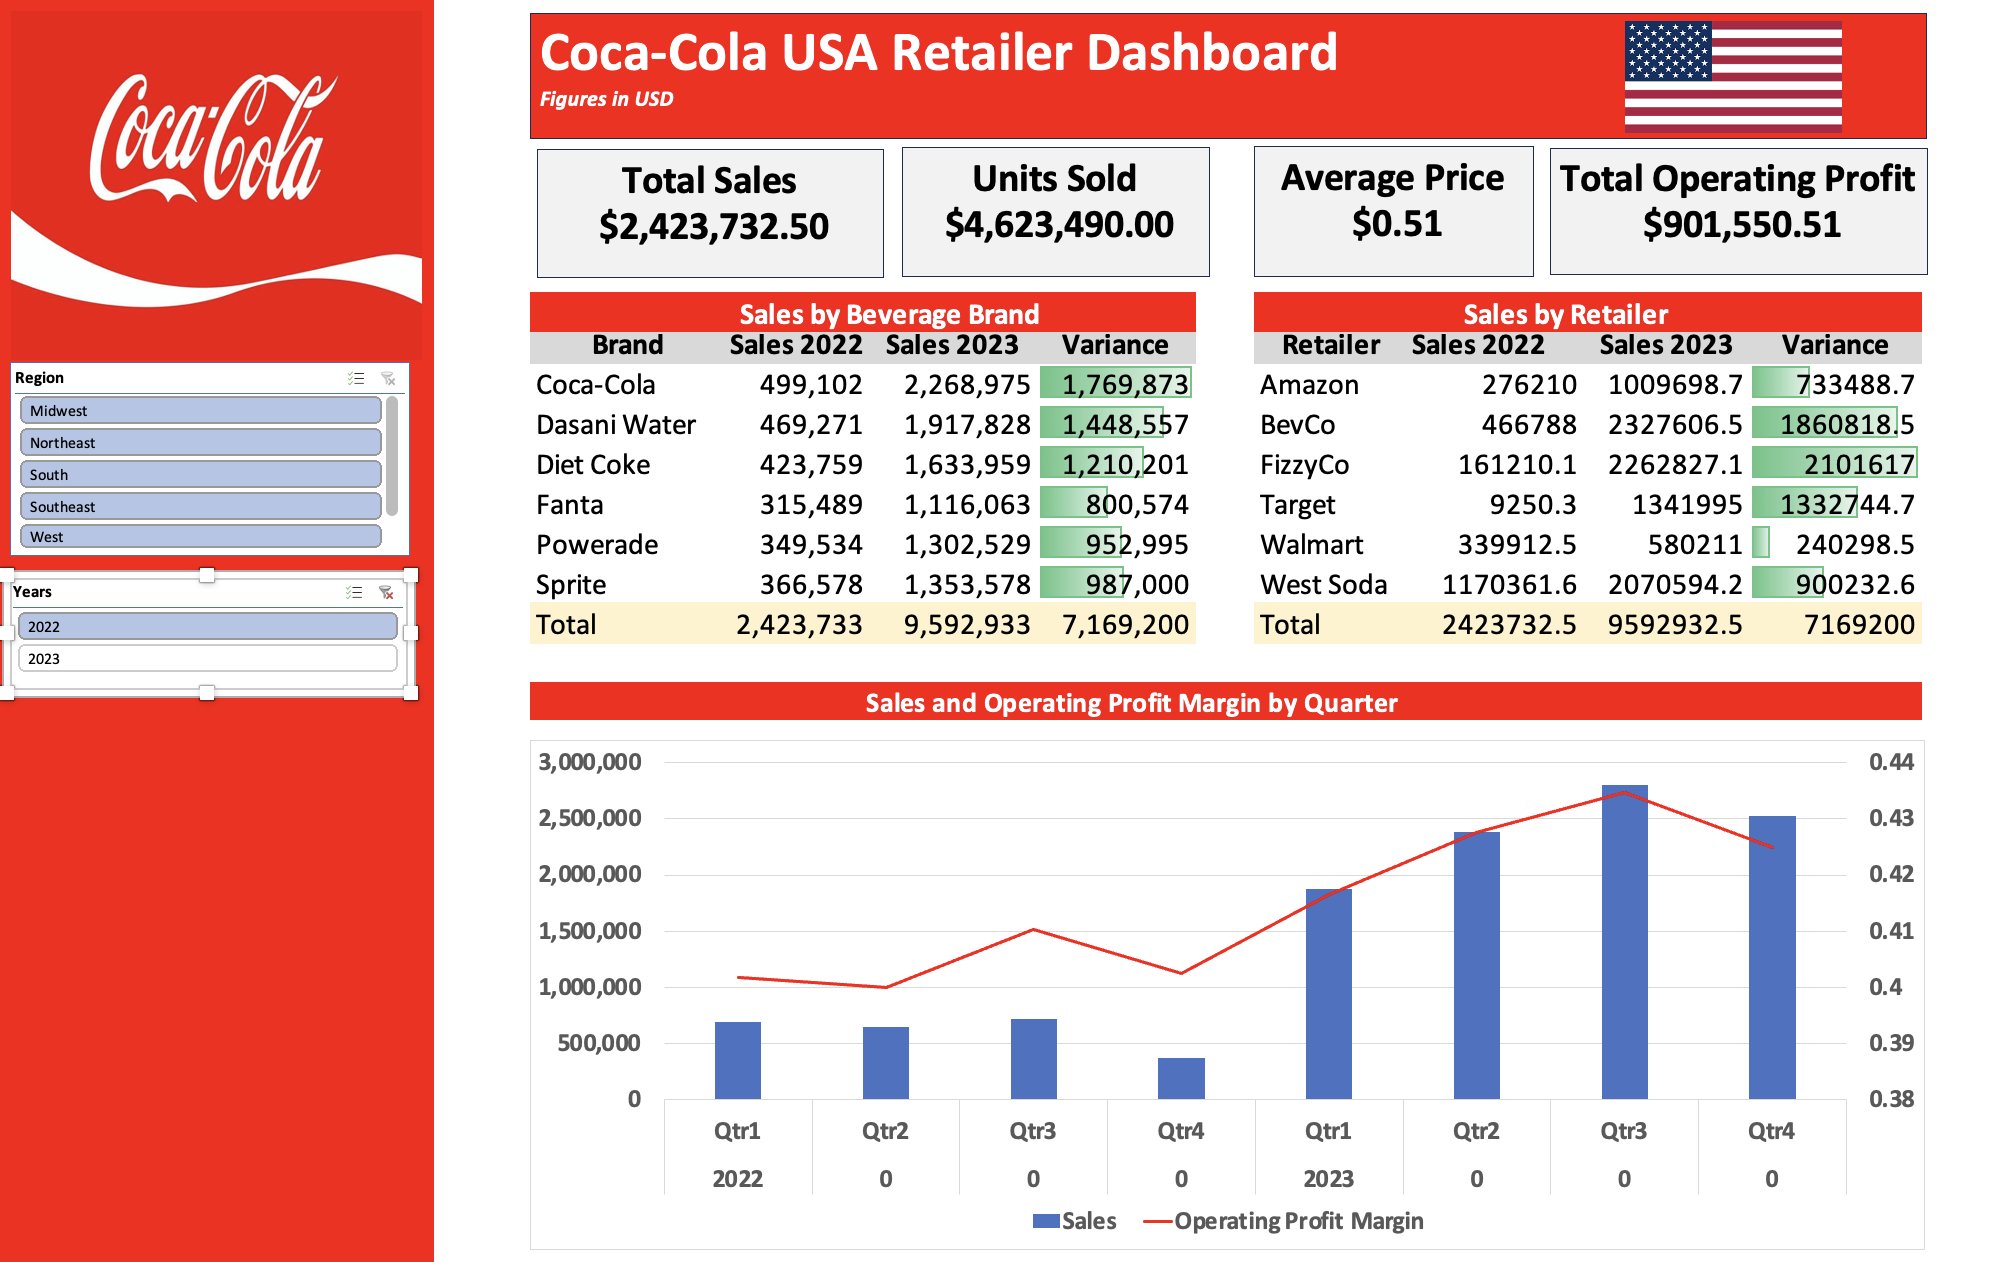 Coca-Cola
Region
Midwest
Northeast
South
Southeast
West
Years
2022
2023
Coca-Cola USA Retailer Dashboard
Figures in USD
Total Sales
$2,423,732.50
Units Sold
$4,623,490.00
Average Price
$0.51
Total Operating Profit
$901,550.51
Sales by Beverage Brand
Brand Sales 2022 Sales 2023 Variance
Coca-Cola 499,102 2,268,975 1,769,873
Dasani Water 469,271 1,917,828 1,448,557
Diet Coke 423,759 1,633,959 1,210,201
Fanta 315,489 1,116,063 800,574
Powerade 349,534 1,302,529 952,995
Sprite 366,578 1,353,578 987,000
Total 2,423,733 9,592,933 7,169,200
Sales by Retailer
Retailer Sales 2022 Sales 2023 Variance
Amazon 276210 1009698.7 733488.7
BevCo 466788 2327606.5 1860818.5
FizzyCo 161210.1 2262827.1 2101617
Target 9250.3 1341995 1332744.7
Walmart 339912.5 580211 240298.5
West Soda 1170361.6 2070594.2 900232.6
Total 2423732.5 9592932.5 7169200
Sales and Operating Profit Margin by Quarter
3,000,000 0.44
2,500,000 0.43
2,000,000 0.42
1,500,000 0.41
1,000,000 0.4
500,000 0.39
0 0.38
Qtr1 Qtr2 Qtr3 Qtr4 Qtr1 Qtr2 Qtr3 Qtr4
2022 0 0 0 2023 0 0 0
Sales Operating Profit Margin